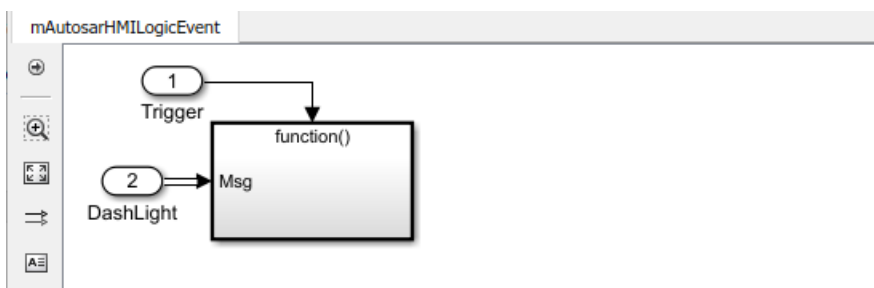 mAutosarHMILogicEvent
1
Trigger
function()
2
Msg
DashLight
A